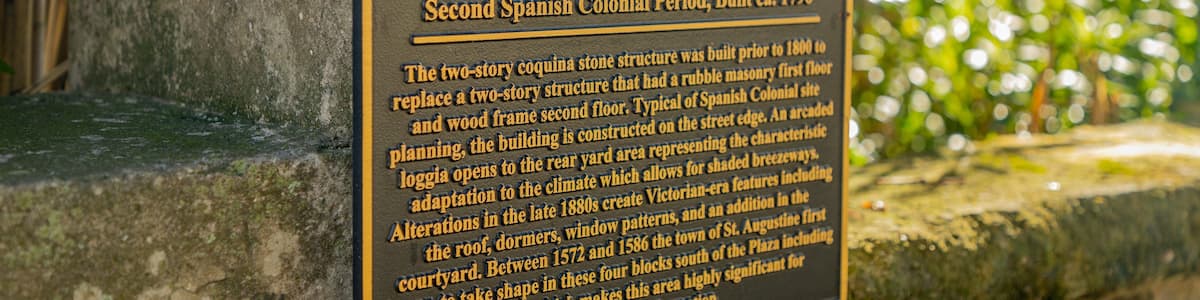 Second Spanish Colonial Period, Built ca. 1790
The two-story coquina stone structure was built prior to 1800 to
replace a two-story structure that had a rubble masonry first floor
and wood frame second floor. Typical of Spanish Colonial site
planning, the building is constructed on the street edge. An arcaded
loggia opens to the rear yard area representing the characteristic
adaptation to the climate which allows for shaded breezeways.
Alterations in the late 1880s create Victorian-era features including
the roof, dormers, window patterns, and an addition in the
courtyard. Between 1572 and 1586 the town of St. Augustine first
to take shape in these four blocks south of the Plaza including
makes this area highly significant for